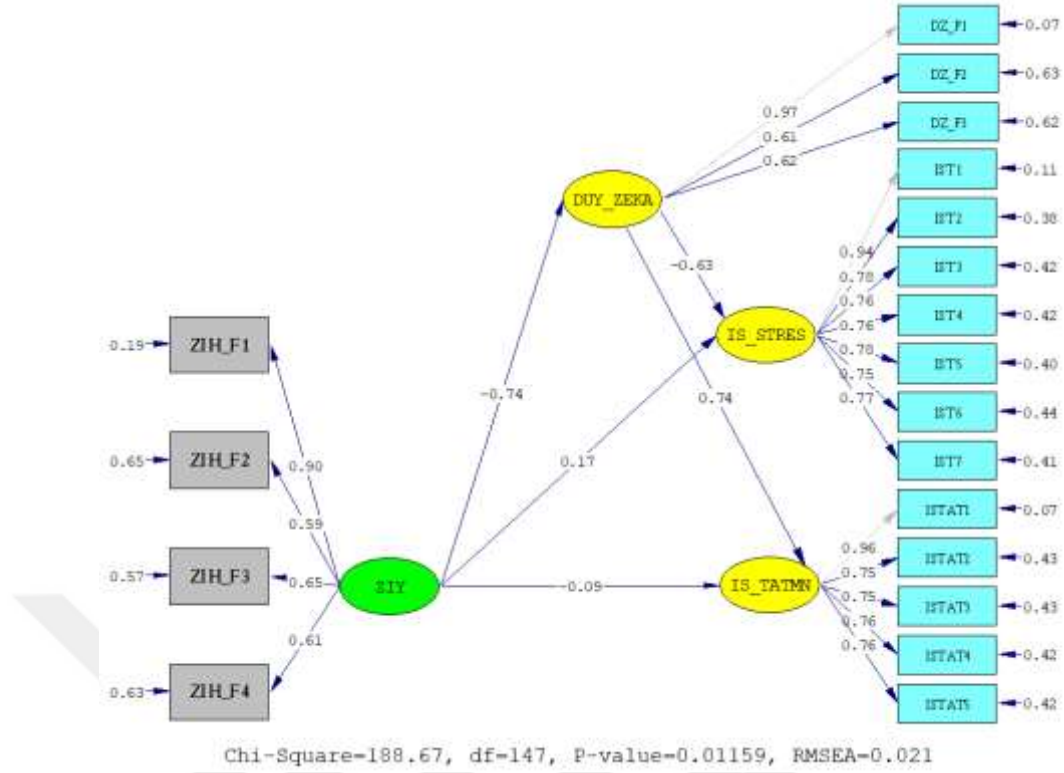 DZ_F1 0.07
DZ_F2 0.63
DZ_F3 0.62
0.97
0.61
0.62
IST1 0.11
DUY_ZEKA
IST2 0.38
IST3 0.42
-0.63
0.94
0.78
0.76
0.76
0.78
0.75
0.77
IST4 0.42
IS_STRES
0.19 ZIH_F1
IST5 0.40
IST6 0.44
-0.74
0.74
IST7 0.41
0.65 ZIH_F2
0.90
0.17
ISTAT1 0.07
0.59
0.96
0.75
0.75
0.76
0.76
ISTAT2 0.43
0.57 ZIH_F3
0.65
ZIY
-0.09
IS_TATMN
ISTAT3 0.43
0.61
ISTAT4 0.42
0.63 ZIH_F4
ISTAT5 0.42
Chi-Square=188.67, df=147, P-value=0.01159, RMSEA=0.021